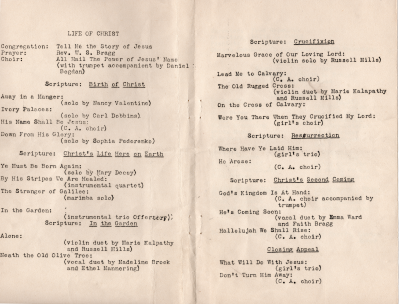 LIFE OF CHRIST
Congregation: Tell Me the Story of Jesus
Prayer: Rev. W. S. Bragg
Choir: All Hail The Power of Jesus' Name
(with trumpet accompanied by Daniel
Bogdon)
Scripture: Birth of Christ
Away in a Manger:
(solo by Nancy Valentine)
Ivory Palaces:
(solo by Carl Dobbins)
His Name Shall Be Jesus:
(C. A. choir)
Down From His Glory:
(solo by Sophia Fedorenko)
Scripture: Christ's Life Here on Earth
Ye Must Be Born Again:
(solo by Mary Decey)
By His Stripes We Are Healed:
(instrumental quartet)
The Stranger of Galilee:
(marimba solo)
In the Garden:
(instrumental trio Offertory)
Scripture: In the Garden
Alone:
(violin duet by Maria Kalpathy
and Russell Mills)
Neath the Old Olive Tree:
(vocal duet by Madeline Brock
and Ethel Mannering)
Scripture: Crucifixion
Marvelous Grace of Our Loving Lord:
(violin solo by Russell Mills)
Lead Me to Calvary:
(C. A. choir)
The Old Rugged Cross:
(violin duet by Maria Kalpathy
and Russell Mills)
On the Cross of Calvary:
Were You There When They Crucified My Lord:
(girl's choir)
Scripture: Resurrection
Where Have Ye Laid Him:
(girl's trio)
He Arose:
(C. A. choir)
Scripture: Christ's Second Coming
God's Kingdom Is At Hand:
(C. A. choir accompanied by
trumpet)
He's Coming Soon:
(vocal duet by Emma Ward
and Faith Bragg)
Hallelujah We Shall Rise:
(C. A. choir)
Closing Appeal
What Will Do With Jesus:
(girl's trio)
Don't Turn Him Away:
(C. A. choir)